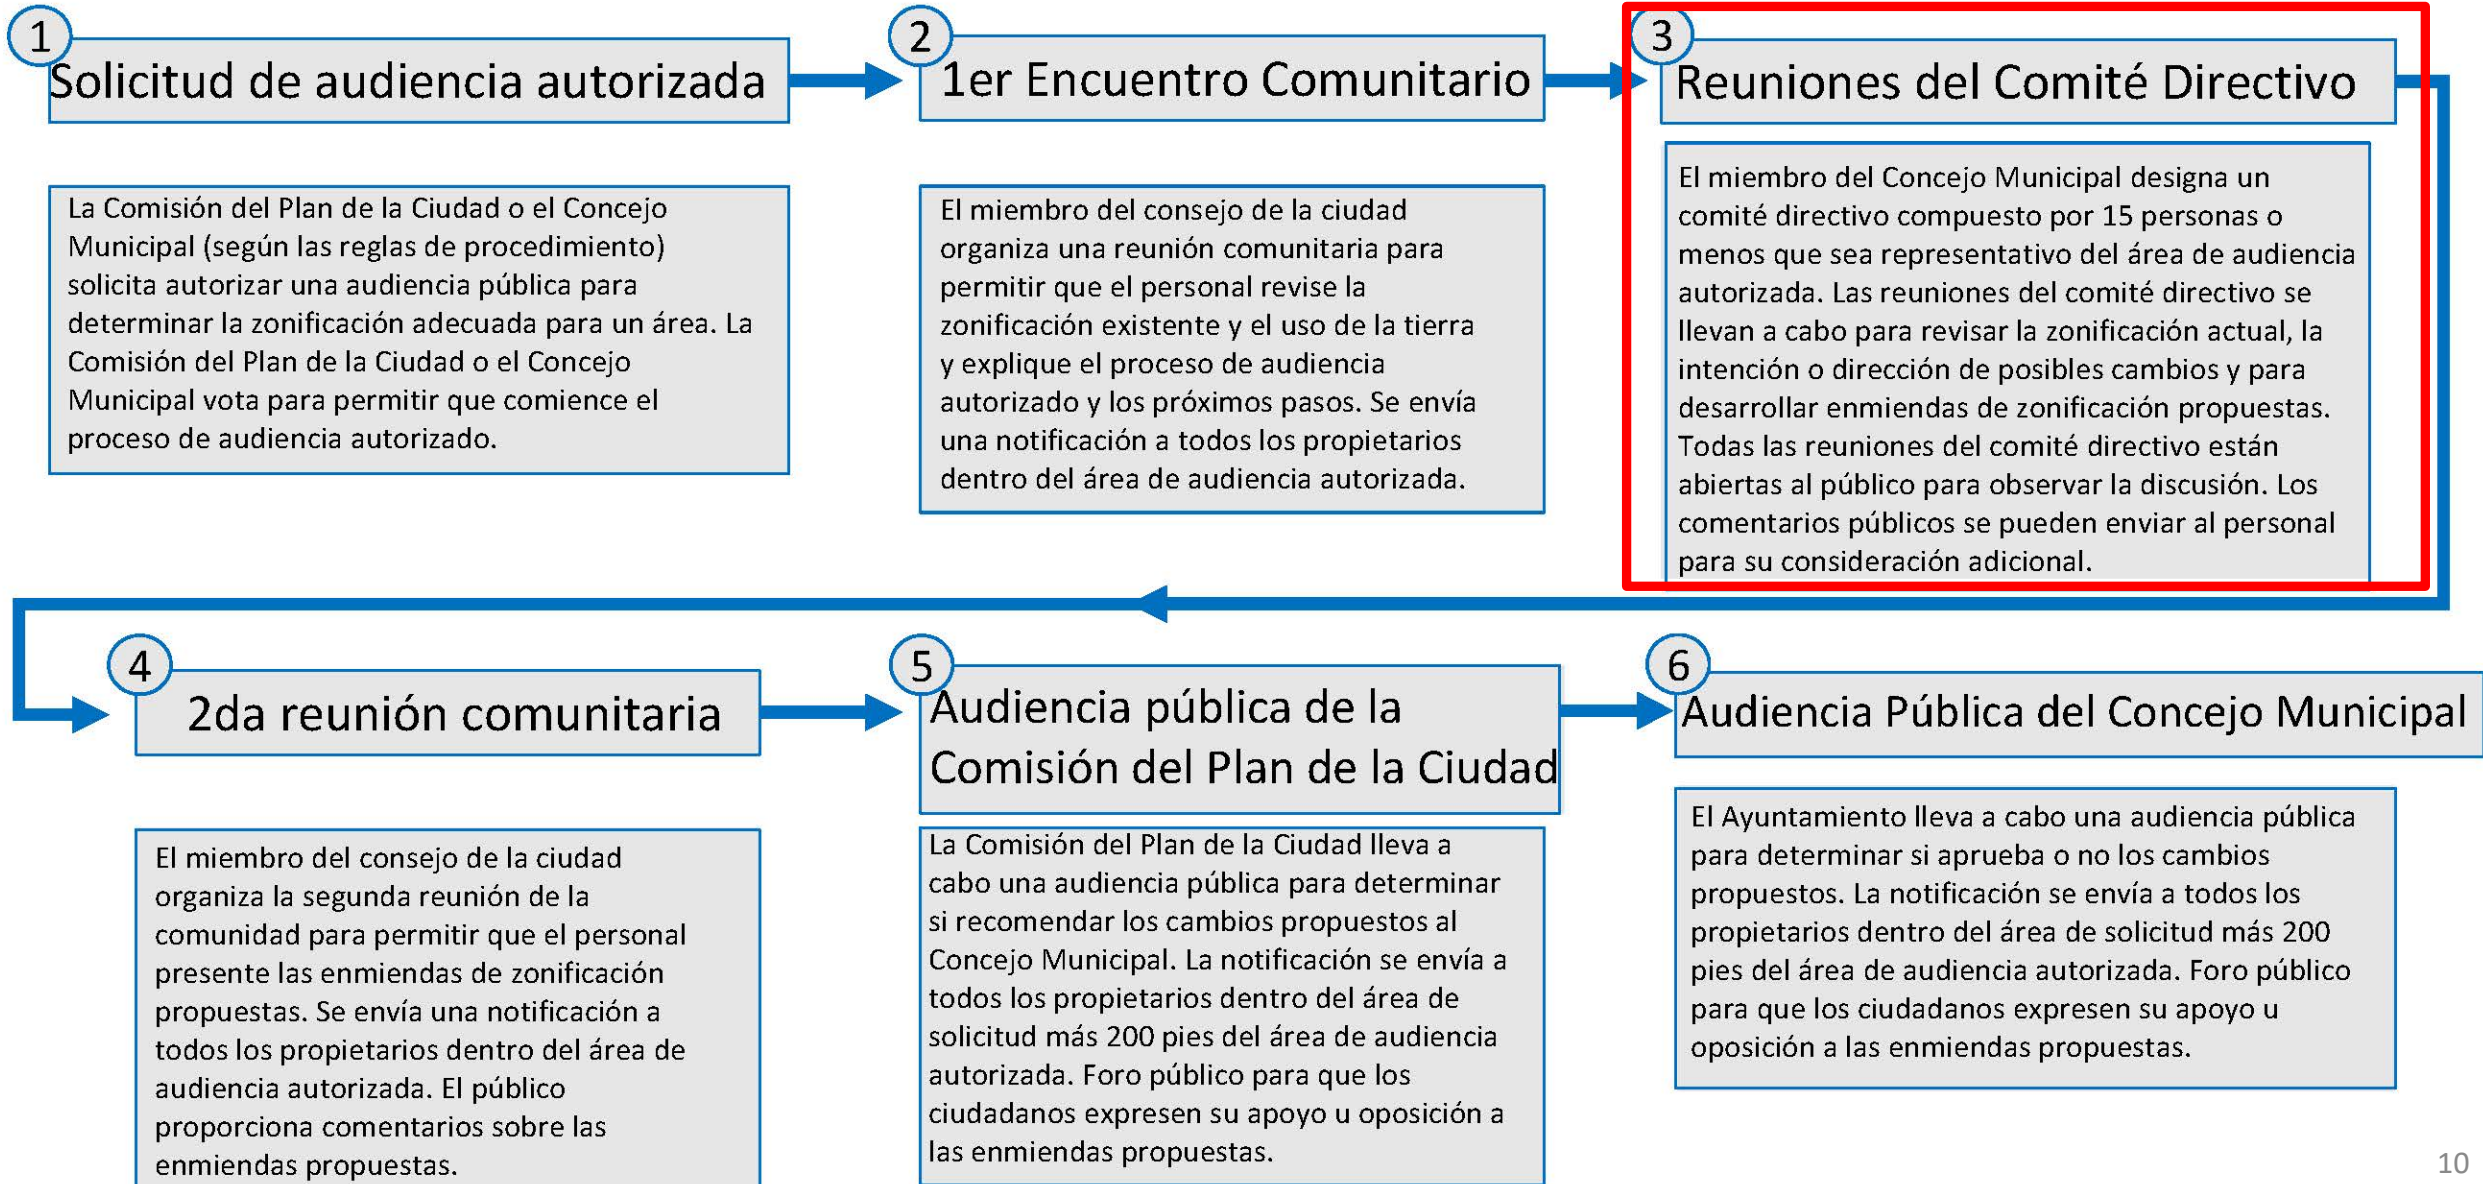 1
Solicitud de audiencia autorizada
La Comisión del Plan de la Ciudad o el Concejo
Municipal (según las reglas de procedimiento)
solicita autorizar una audiencia pública para
determinar la zonificación adecuada para un área. La
Comisión del Plan de la Ciudad o el Concejo
Municipal vota para permitir que comience el
proceso de audiencia autorizado.
2
1er Encuentro Comunitario
El miembro del consejo de la ciudad
organiza una reunión comunitaria para
permitir que el personal revise la
zonificación existente y el uso de la tierra
y explique el proceso de audiencia
autorizado y los próximos pasos. Se envía
una notificación a todos los propietarios
dentro del área de audiencia autorizada.
3
Reuniones del Comité Directivo
El miembro del Concejo Municipal designa un
comité directivo compuesto por 15 personas o
menos que sea representativo del área de audiencia
autorizada. Las reuniones del comité directivo se
llevan a cabo para revisar la zonificación actual, la
intención o dirección de posibles cambios y para
desarrollar enmiendas de zonificación propuestas.
Todas las reuniones del comité directivo están
abiertas al público para observar la discusión. Los
comentarios públicos se pueden enviar al personal
para su consideración adicional.
4
2da reunión comunitaria
El miembro del consejo de la ciudad
organiza la segunda reunión de la
comunidad para permitir que el personal
presente las enmiendas de zonificación
propuestas. Se envía una notificación a
todos los propietarios dentro del área de
audiencia autorizada. El público
proporciona comentarios sobre las
enmiendas propuestas.
5
Audiencia pública de la
Comisión del Plan de la Ciudad
La Comisión del Plan de la Ciudad lleva a
cabo una audiencia pública para determinar
si recomendar los cambios propuestos al
Concejo Municipal. La notificación se envía a
todos los propietarios dentro del área de
solicitud más 200 pies del área de audiencia
autorizada. Foro público para que los
ciudadanos expresen su apoyo u oposición a
las enmiendas propuestas.
6
Audiencia Pública del Concejo Municipal
El Ayuntamiento lleva a cabo una audiencia pública
para determinar si aprueba o no los cambios
propuestos. La notificación se envía a todos los
propietarios dentro del área de solicitud más 200
pies del área de audiencia autorizada. Foro público
para que los ciudadanos expresen su apoyo u
oposición a las enmiendas propuestas.
10